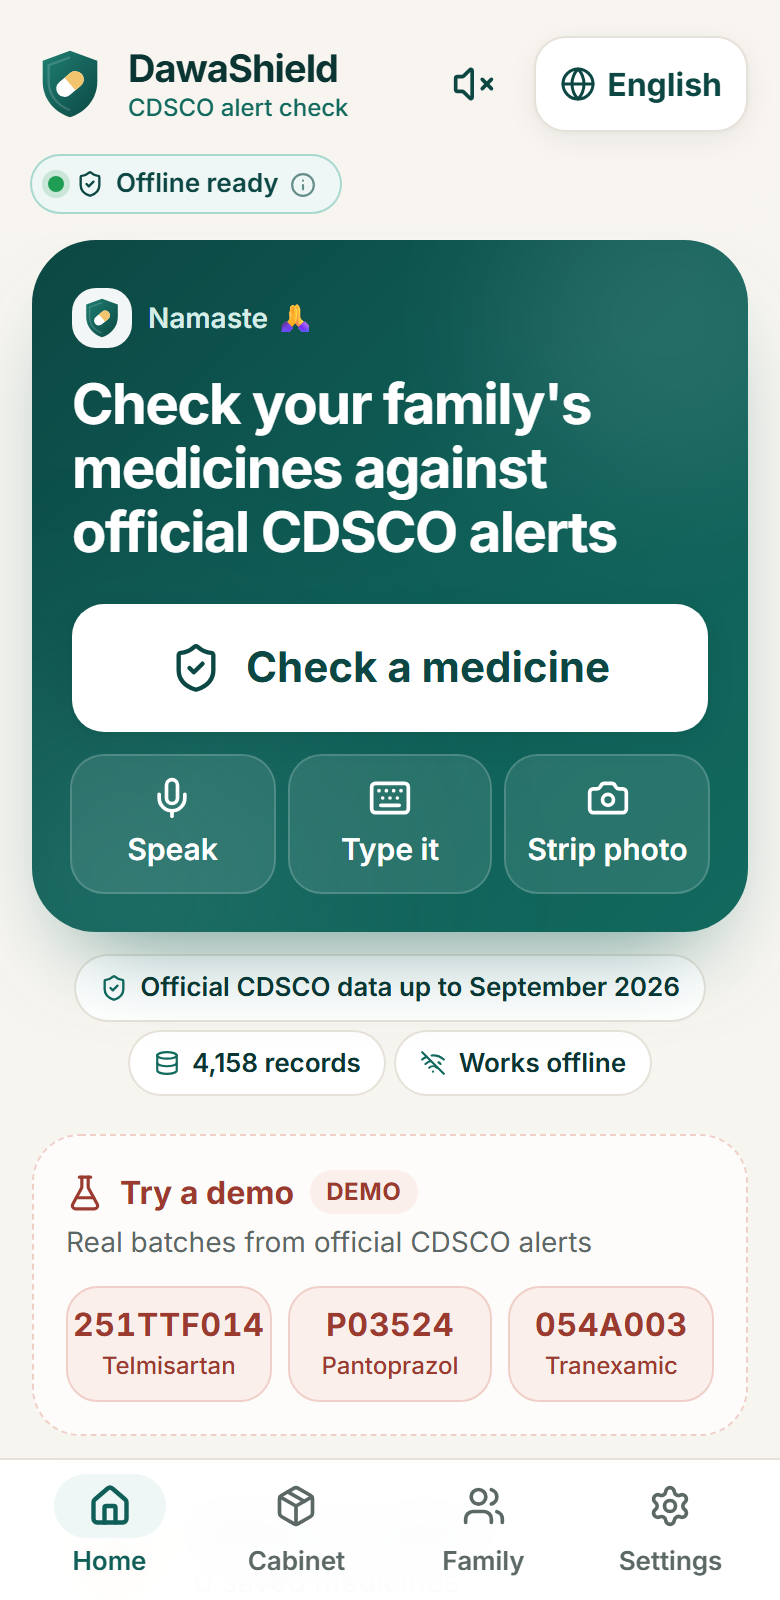 DawaShield
CDSCO alert check
English
Offline ready
Namaste 🙏
Check your family's
medicines against
official CDSCO alerts
Check a medicine
Speak
Type it
Strip photo
Official CDSCO data up to September 2026
4,158 records
Works offline
Try a demo
DEMO
Real batches from official CDSCO alerts
251TTF014
Telmisartan
P03524
Pantoprazol
054A003
Tranexamic
Home
Cabinet
Family
Settings